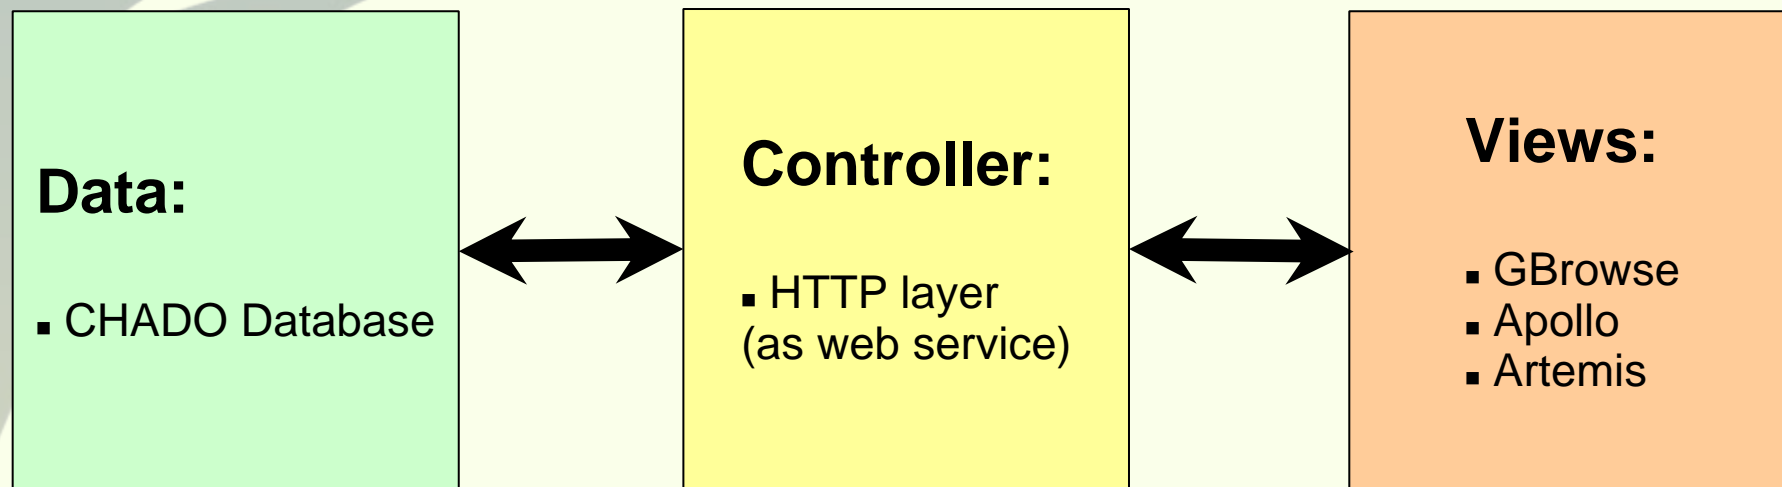 Data:
▪ CHADO Database
Controller:
▪ HTTP layer
(as web service)
Views:
▪ GBrowse
▪ Apollo
▪ Artemis